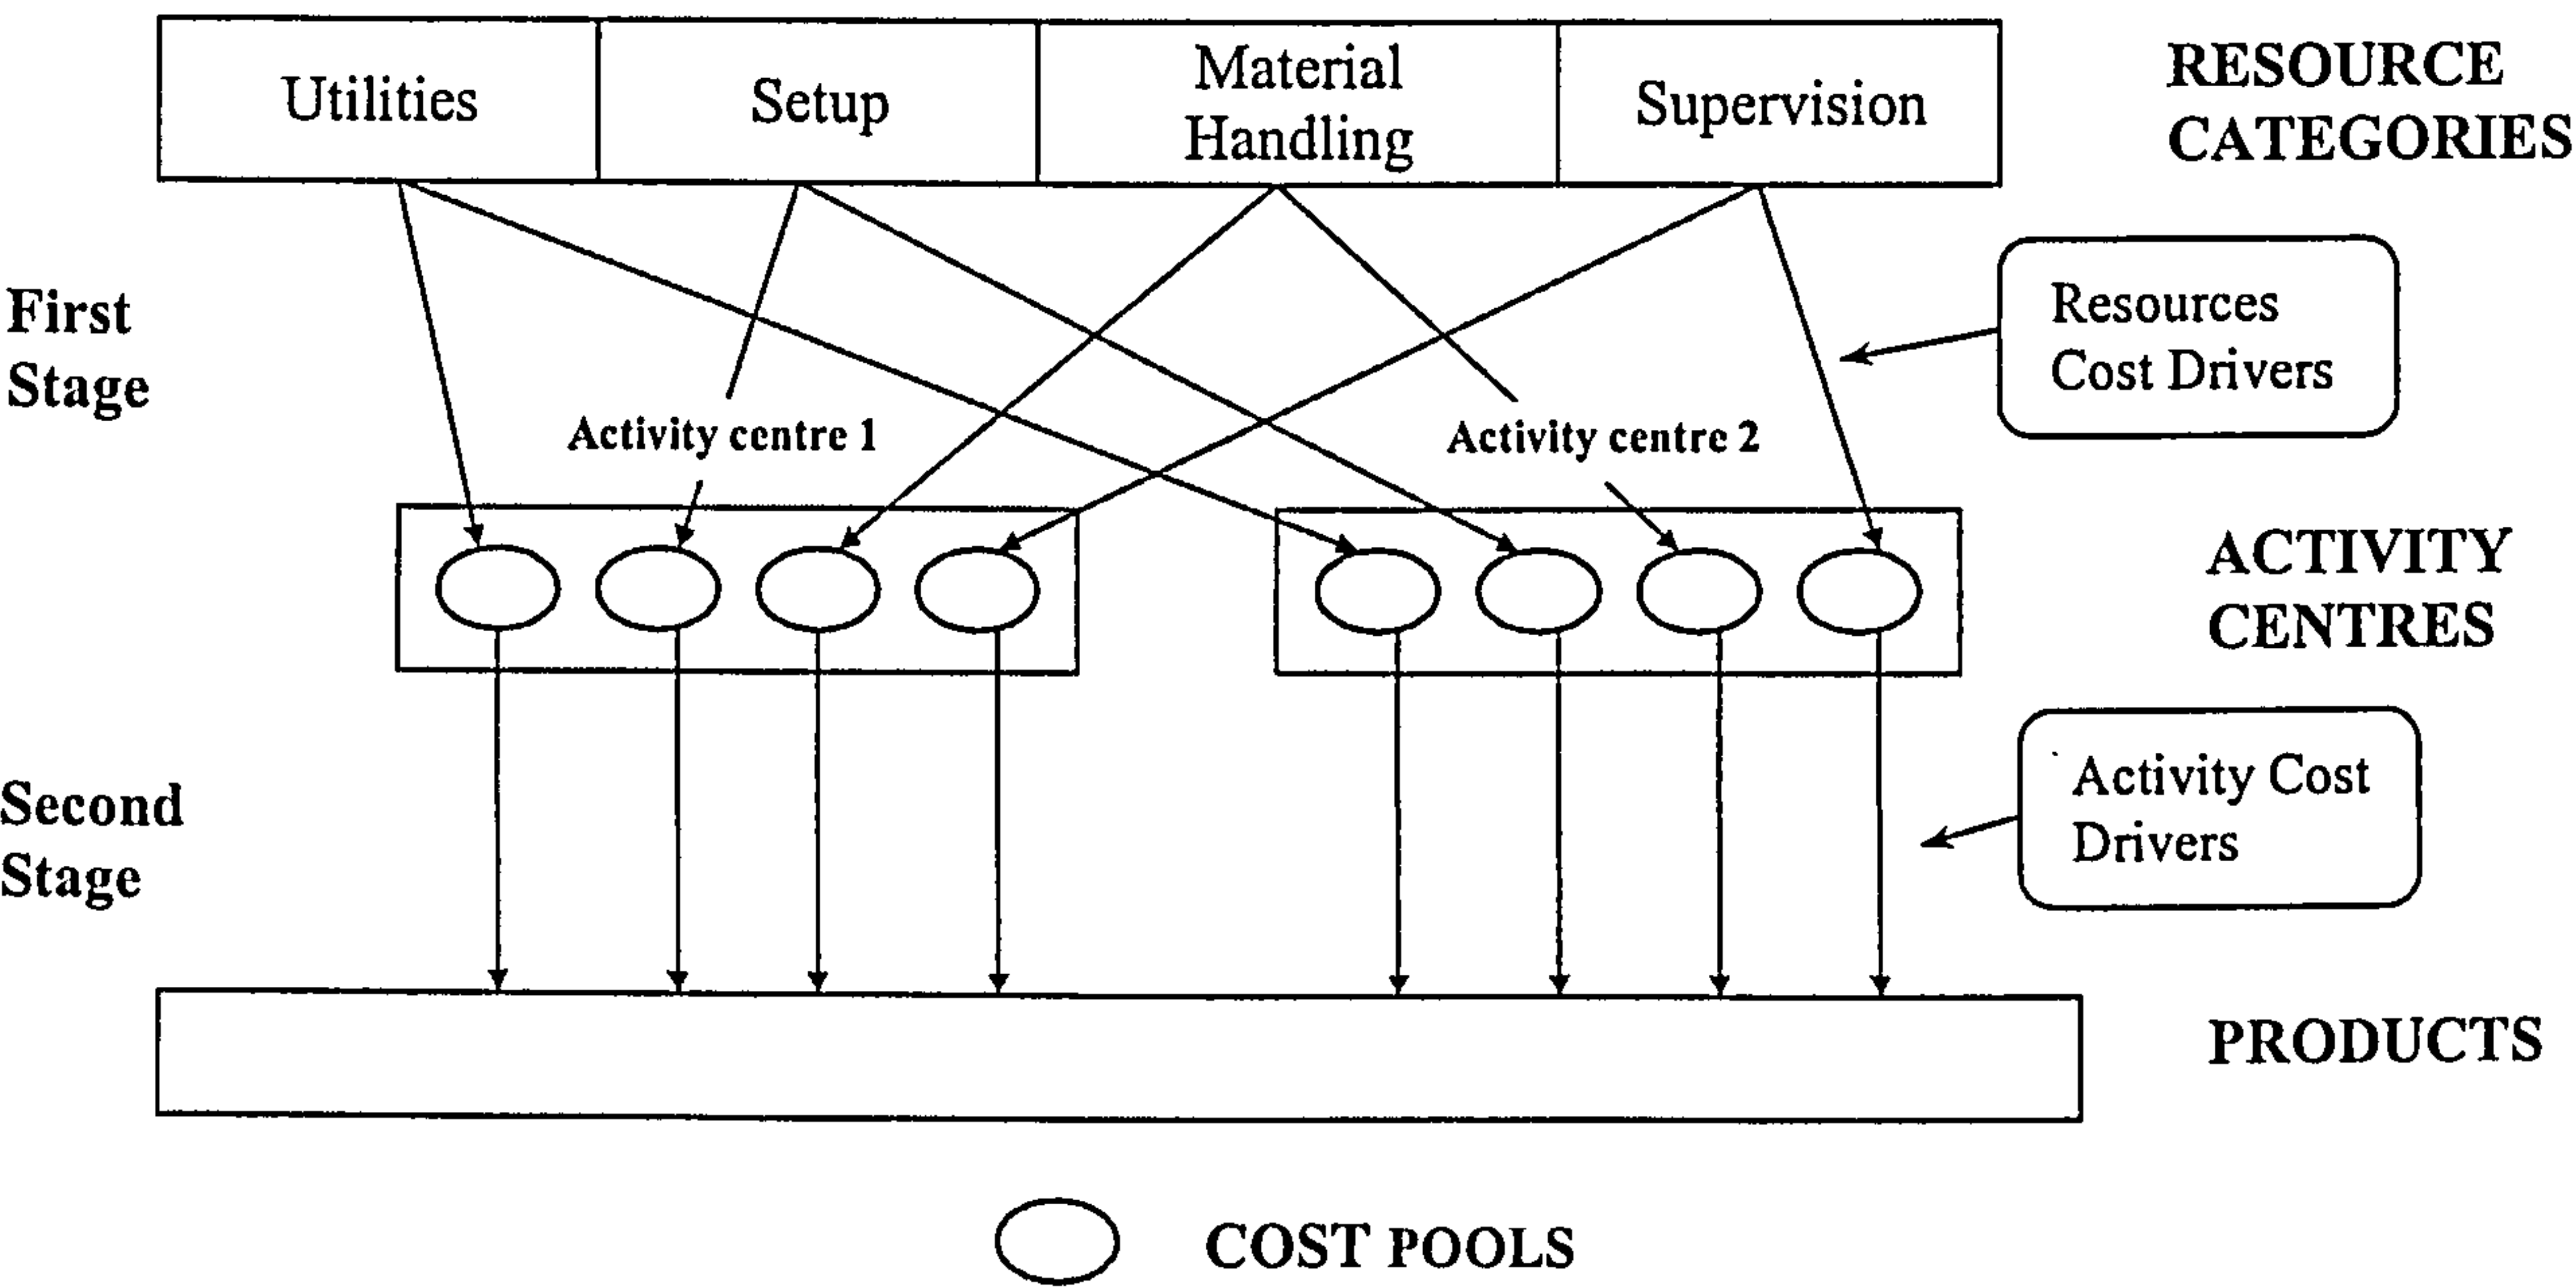 Utilities
Setup
Material
Handling
Supervision
RESOURCE
CATEGORIES
First
Stage
Resources
Cost Drivers
Activity centre 1
Activity centre 2
ACTIVITY
CENTRES
Second
Stage
Activity Cost
Drivers
PRODUCTS
COST POOLS